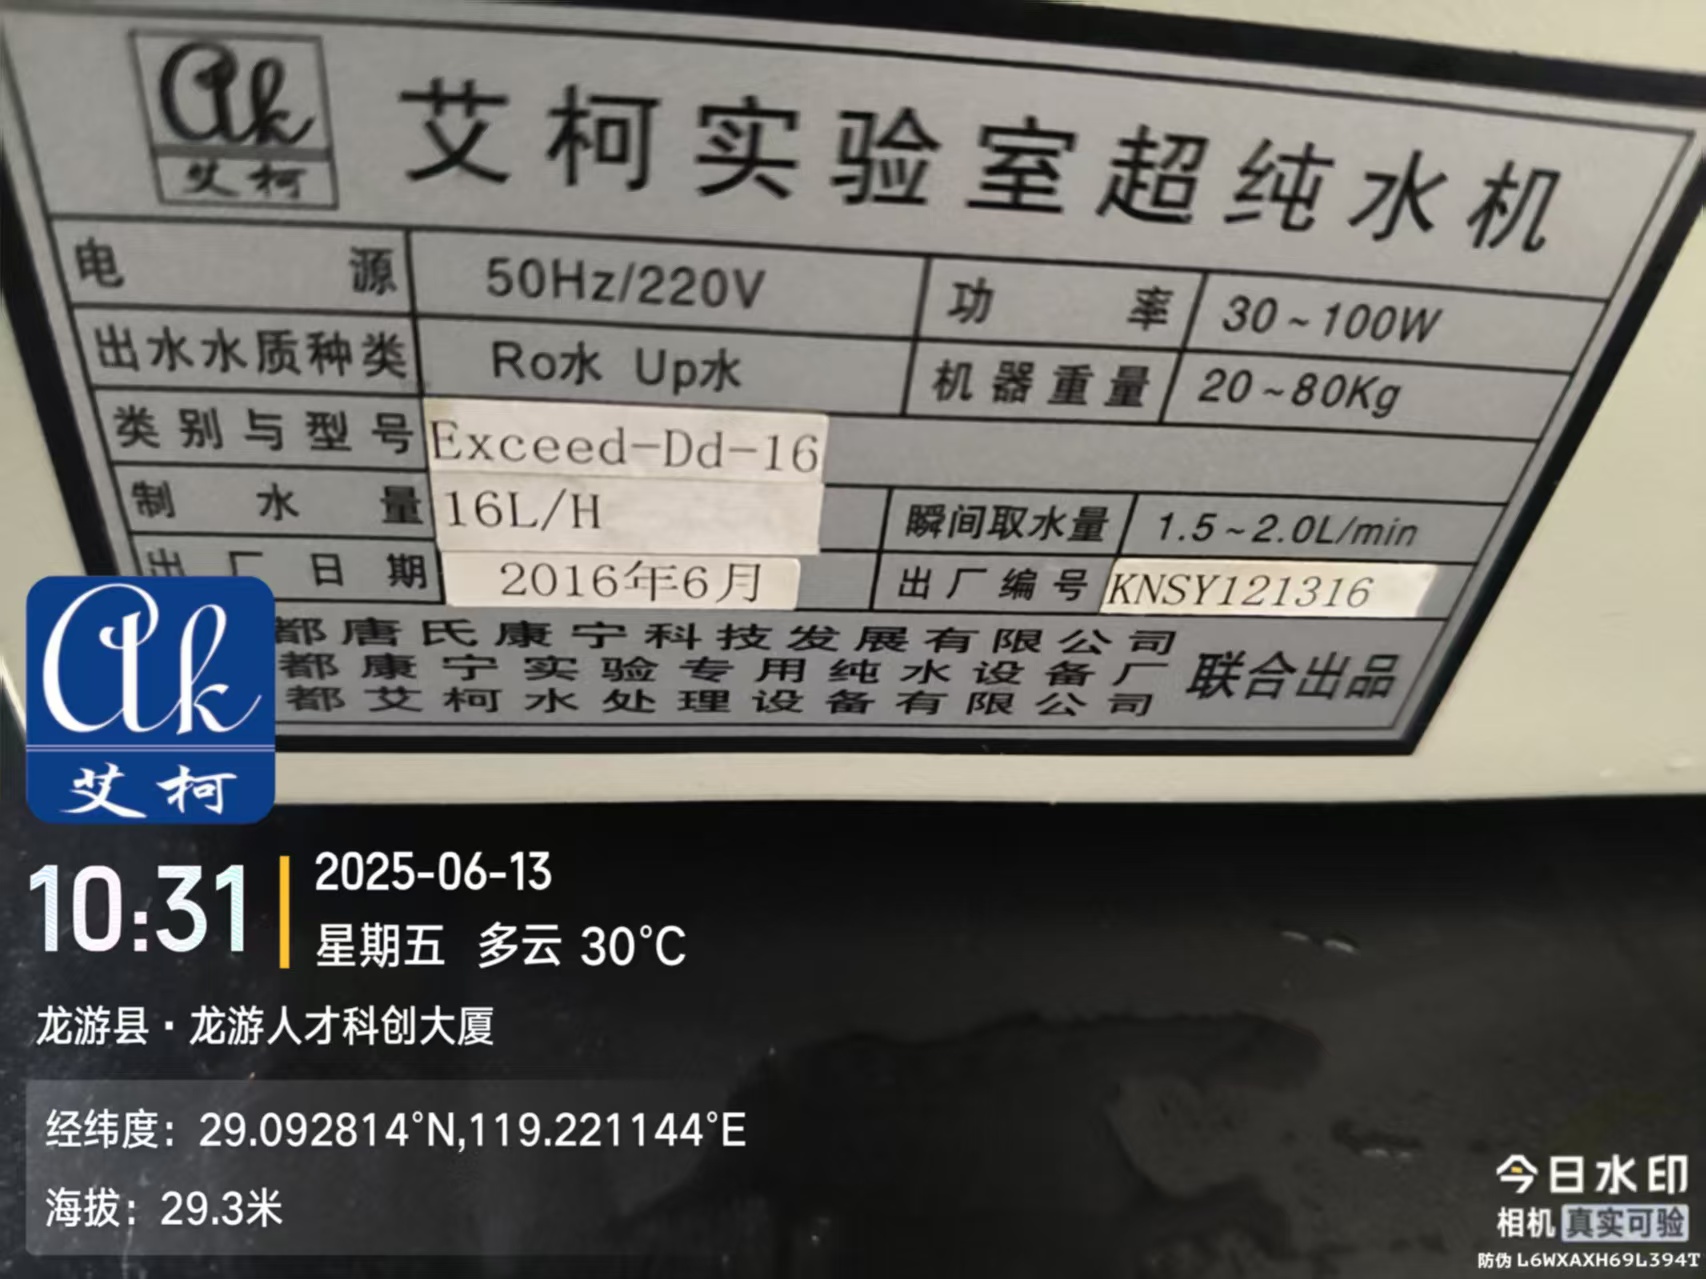 Ak
艾柯
艾柯实验室超纯水机
电源 50Hz/220V 功率 30~100W
出水水质种类 Ro水 Up水 机器重量 20~80Kg
类别与型号 Exceed-Dd-16
制水量 16L/H 瞬间取水量 1.5~2.0L/min
出厂日期 2016年6月 出厂编号 KNSY121316
都唐氏康宁科技发展有限公司
都康宁实验专用纯水设备厂 联合出品
都艾柯水处理设备有限公司
Ak
艾柯
10:31
2025-06-13
星期五 多云 30℃
龙游县·龙游人才科创大厦
经纬度：29.092814°N,119.221144°E
海拔：29.3米
今日水印
相机 真实可验
防伪 L6WXAXH69L394T